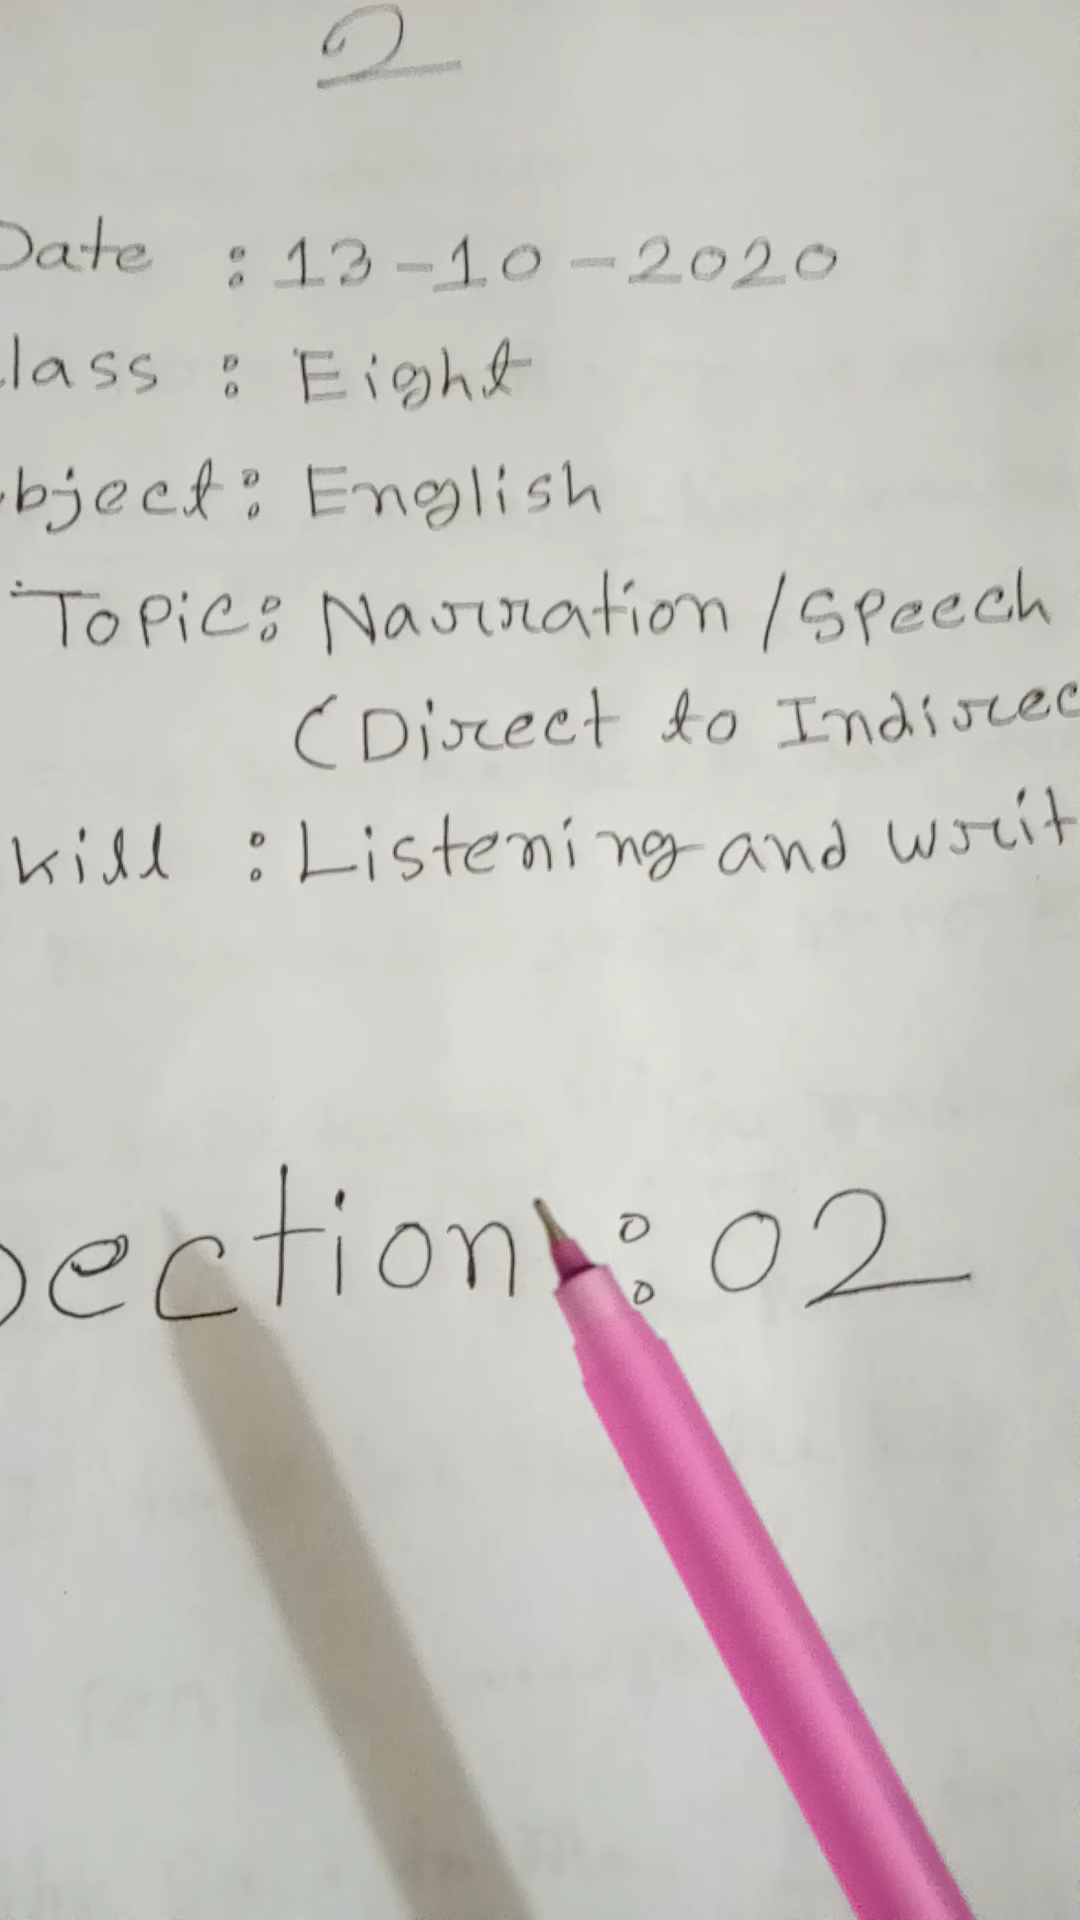 2
Date : 13-10-2020
lass : Eight
bject : English
Topic : Narration / Speech
(Direct to Indirec
kill : Listening and writ
ection : 02